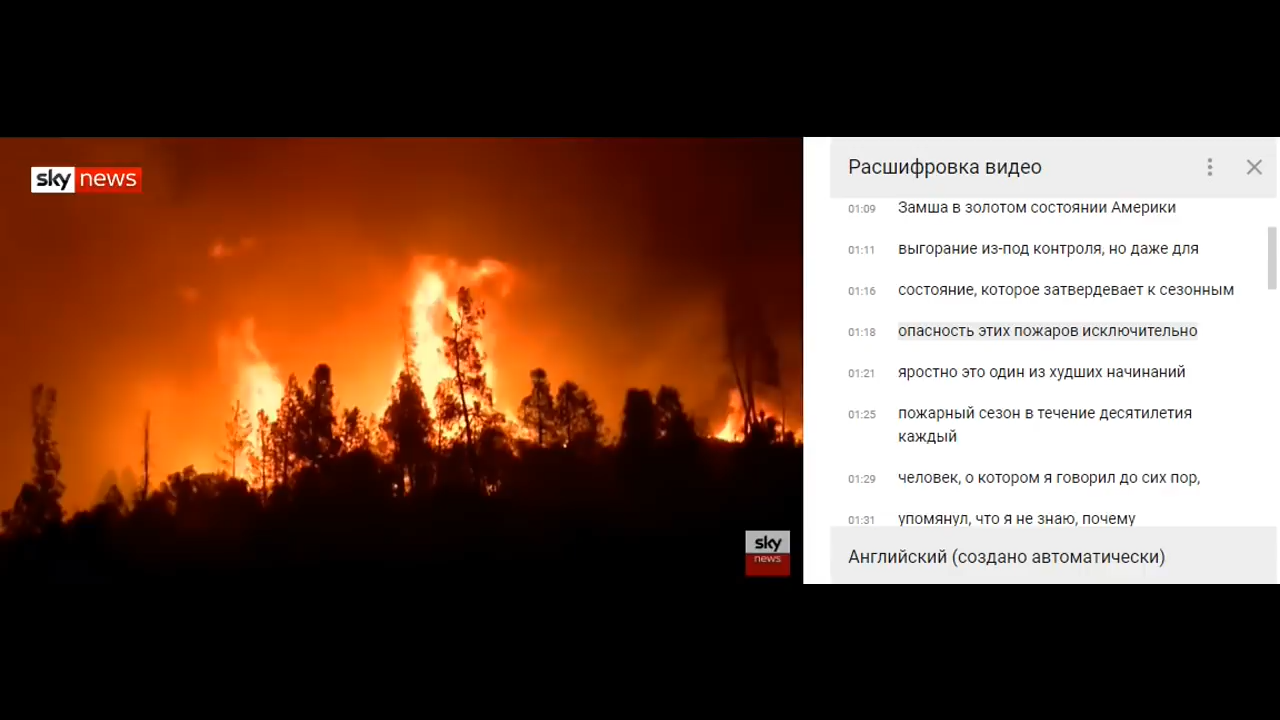 sky news
sky
news
Расшифровка видео
01:09 Замша в золотом состоянии Америки
01:11 выгорание из-под контроля, но даже для
01:16 состояние, которое затвердевает к сезонным
01:18 опасность этих пожаров исключительно
01:21 яростно это один из худших начинаний
01:25 пожарный сезон в течение десятилетия
каждый
01:29 человек, о котором я говорил до сих пор,
01:31 упомянул, что я не знаю, почему
Английский (создано автоматически)